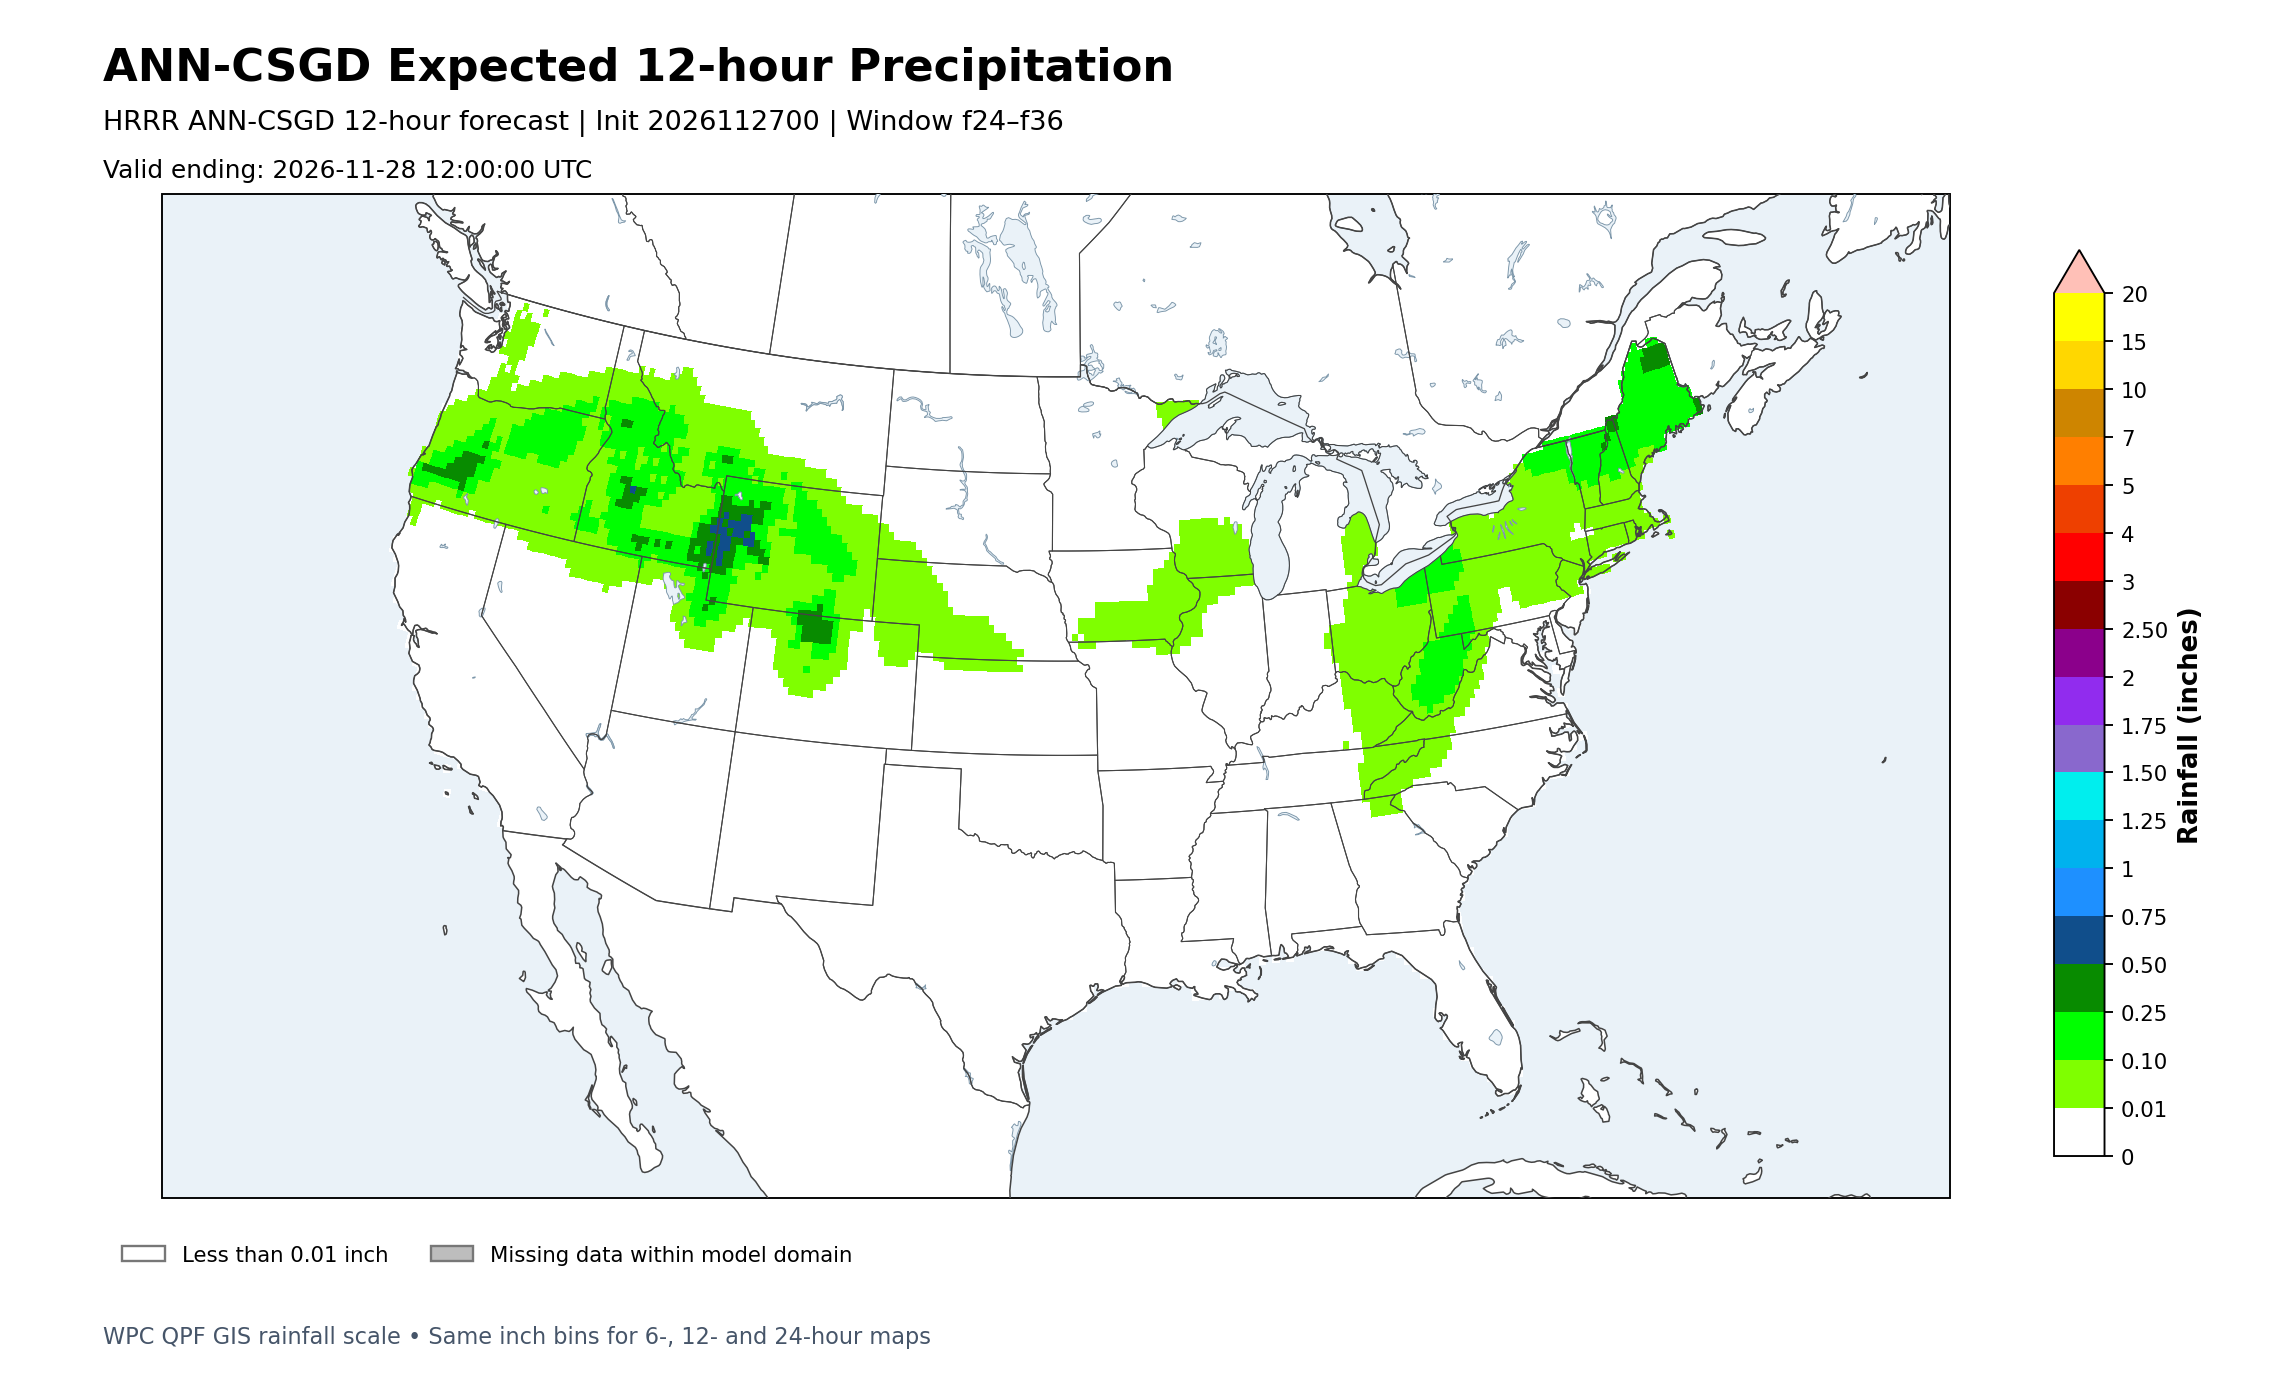 ANN-CSGD Expected 12-hour Precipitation
HRRR ANN-CSGD 12-hour forecast | Init 2026112700 | Window f24–f36
Valid ending: 2026-11-28 12:00:00 UTC
20
15
10
7
5
4
3
2.50
2
1.75
1.50
1.25
1
0.75
0.50
0.25
0.10
0.01
0
Rainfall (inches)
Less than 0.01 inch
Missing data within model domain
WPC QPF GIS rainfall scale • Same inch bins for 6-, 12- and 24-hour maps